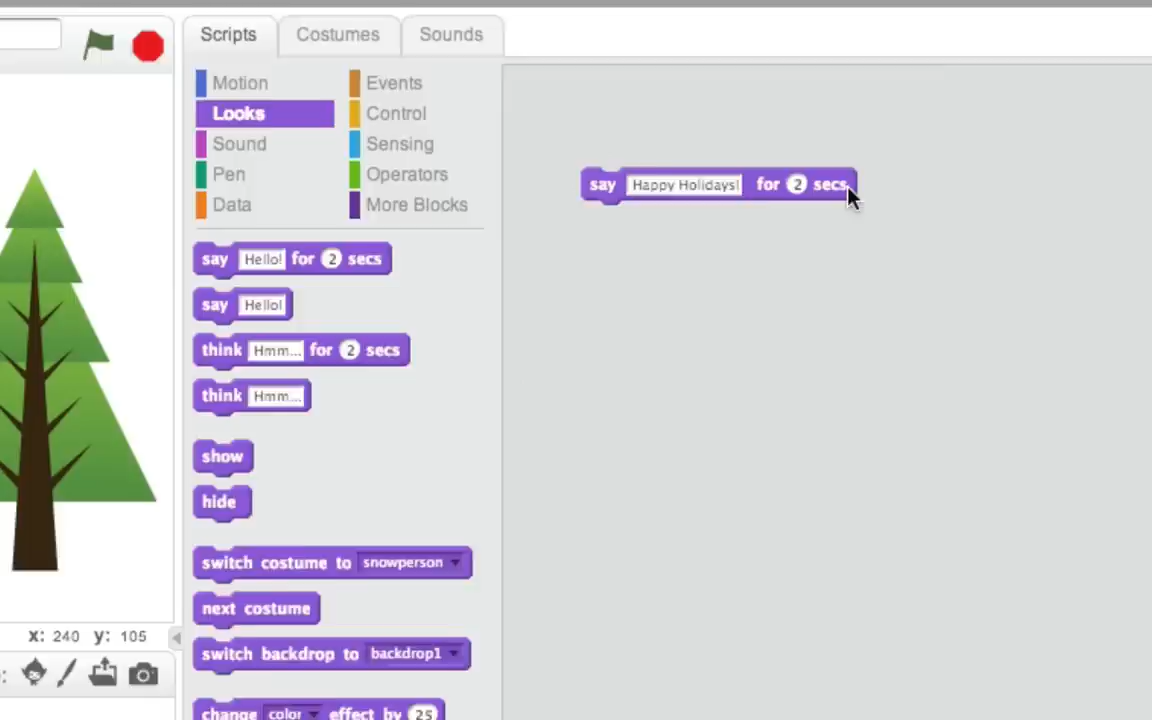 Scripts Costumes Sounds
Motion Events
Looks Control
Sound Sensing
Pen Operators
Data More Blocks
say Happy Holidays! for 2 secs
say Hello! for 2 secs
say Hello!
think Hmm... for 2 secs
think Hmm...
show
hide
switch costume to snowperson
next costume
x: 240 y: 105
switch backdrop to backdrop1
change color effect by 25